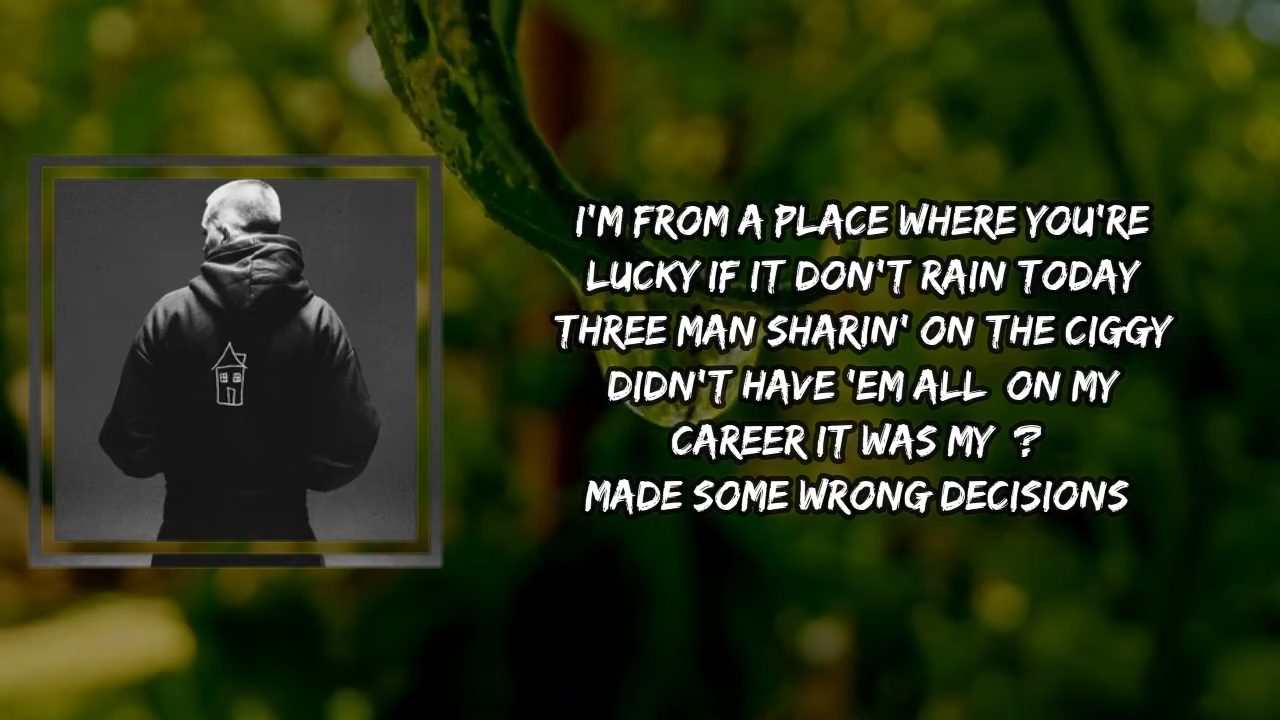 I'M FROM A PLACE WHERE YOU'RE
LUCKY IF IT DON'T RAIN TODAY
THREE MAN SHARIN' ON THE CIGGY
DIDN'T HAVE 'EM ALL ON MY
CAREER IT WAS MY ?
MADE SOME WRONG DECISIONS